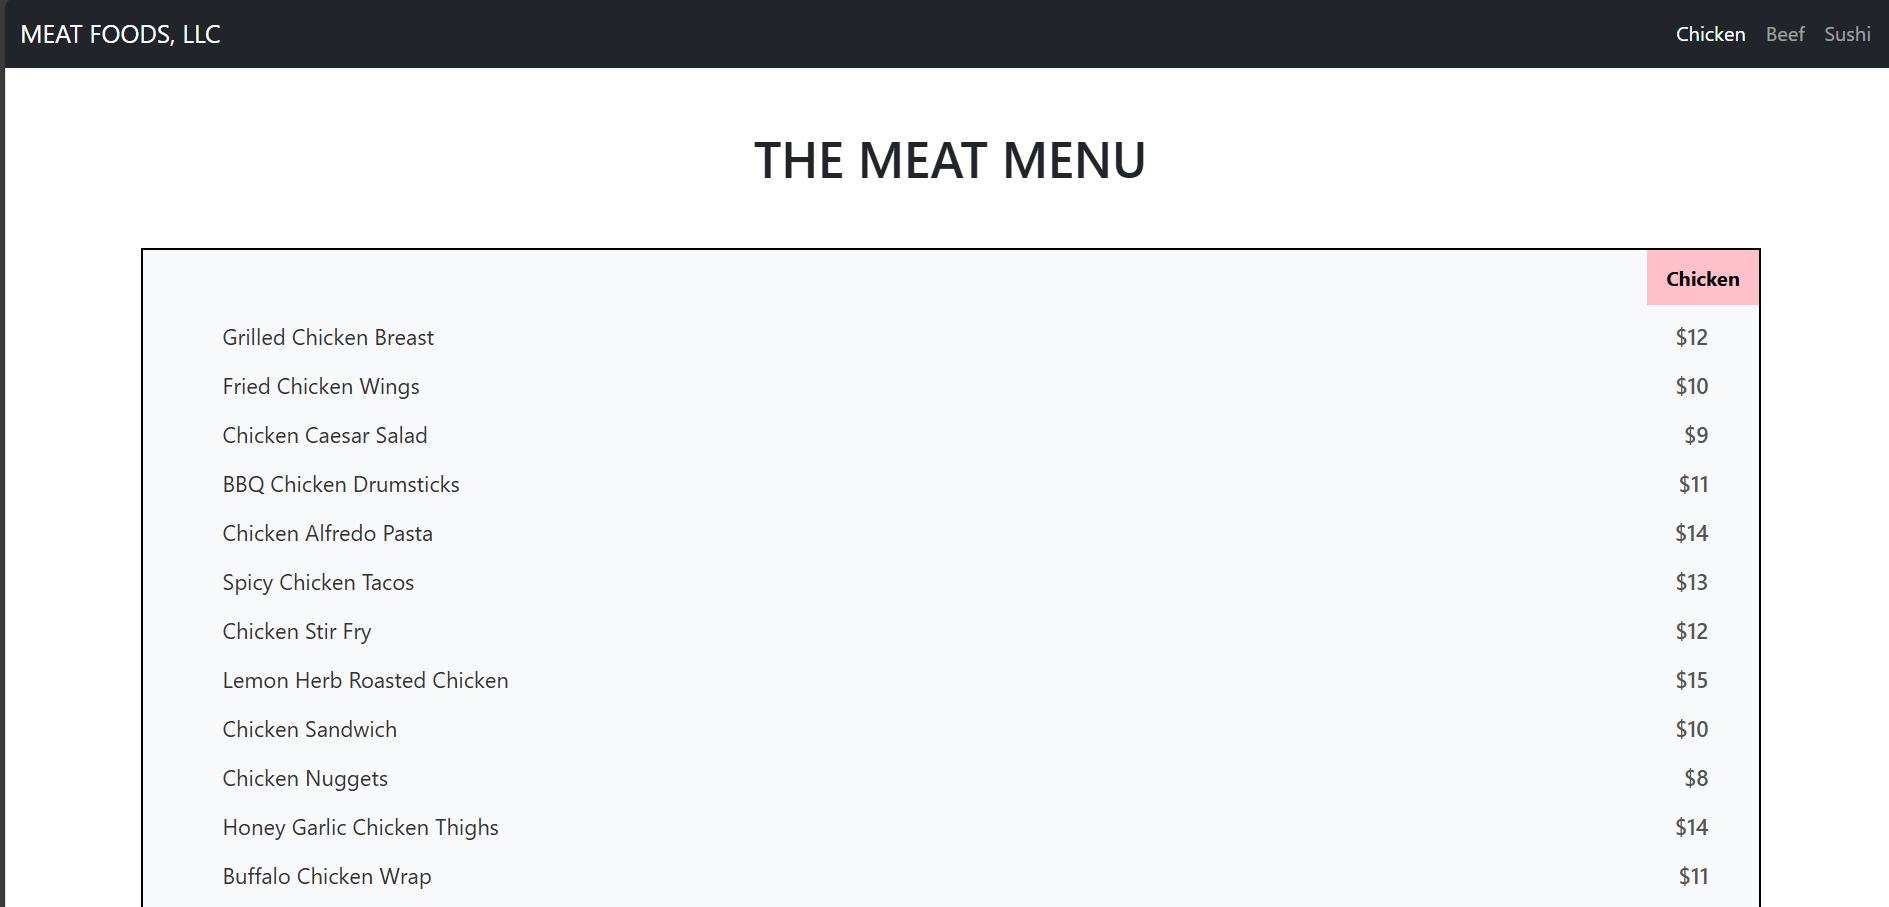 MEAT FOODS, LLC Chicken Beef Sushi
THE MEAT MENU
Chicken
Grilled Chicken Breast $12
Fried Chicken Wings $10
Chicken Caesar Salad $9
BBQ Chicken Drumsticks $11
Chicken Alfredo Pasta $14
Spicy Chicken Tacos $13
Chicken Stir Fry $12
Lemon Herb Roasted Chicken $15
Chicken Sandwich $10
Chicken Nuggets $8
Honey Garlic Chicken Thighs $14
Buffalo Chicken Wrap $11